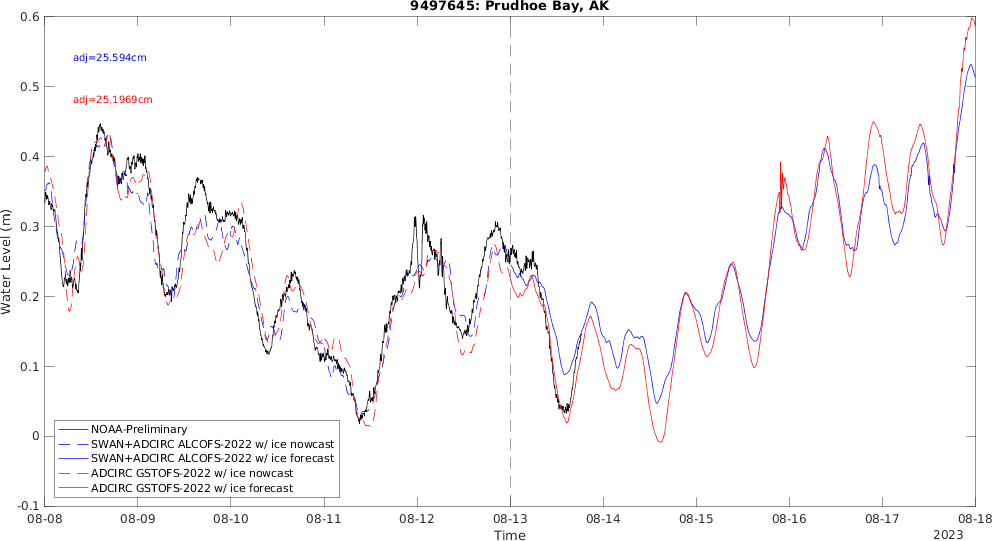 9497645: Prudhoe Bay, AK
0.6
adj=25.594cm
0.5
adj=25.1969cm
0.4
0.3
Water Level (m)
0.2
0.1
NOAA-Preliminary
0
SWAN+ADCIRC ALCOFS-2022 w/ ice nowcast
SWAN+ADCIRC ALCOFS-2022 w/ ice forecast
ADCIRC GSTOFS-2022 w/ ice nowcast
ADCIRC GSTOFS-2022 w/ ice forecast
-0.1
08-08 08-09 08-10 08-11 08-12 08-13 08-14 08-15 08-16 08-17 08-18
Time
2023